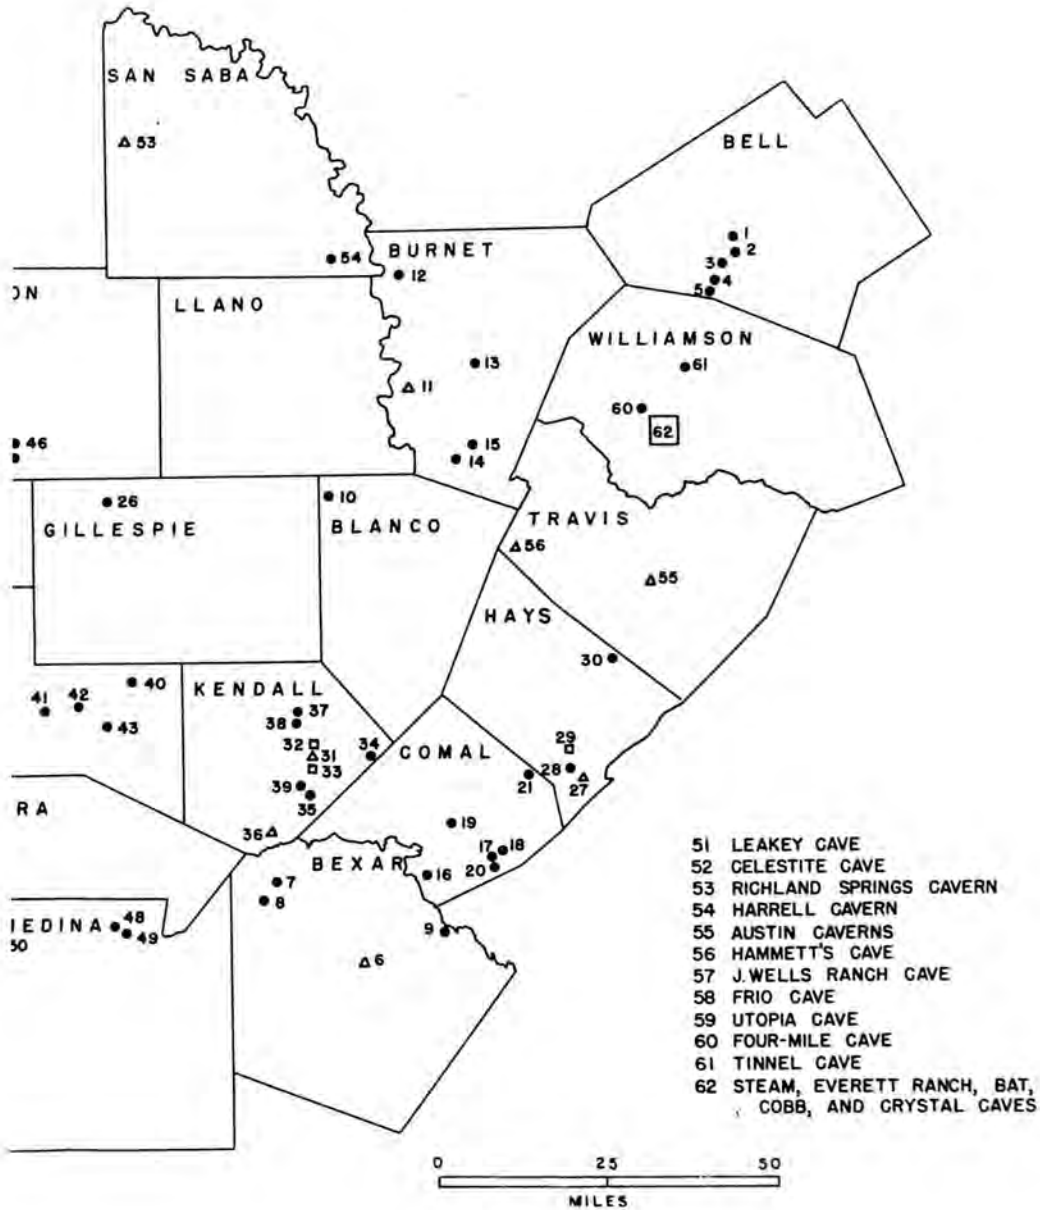 SAN SABA
53
BELL
1
2
3
4
5
54
BURNET
12
ON
LLANO
WILLIAMSON
13
61
11
60
62
46
15
14
26
10
GILLESPIE
BLANCO
TRAVIS
56
55
HAYS
30
40
41
42
43
KENDALL
37
38
32
31
33
34
39
35
36
COMAL
29
28
27
21
19
18
17
20
16
RA
BEXAR
7
8
9
6
IEDINA
48
49
50
51 LEAKEY CAVE
52 CELESTITE CAVE
53 RICHLAND SPRINGS CAVERN
54 HARRELL CAVERN
55 AUSTIN CAVERNS
56 HAMMETT'S CAVE
57 J. WELLS RANCH CAVE
58 FRIO CAVE
59 UTOPIA CAVE
60 FOUR-MILE CAVE
61 TINNEL CAVE
62 STEAM, EVERETT RANCH, BAT,
COBB, AND CRYSTAL CAVES
0 25 50
MILES